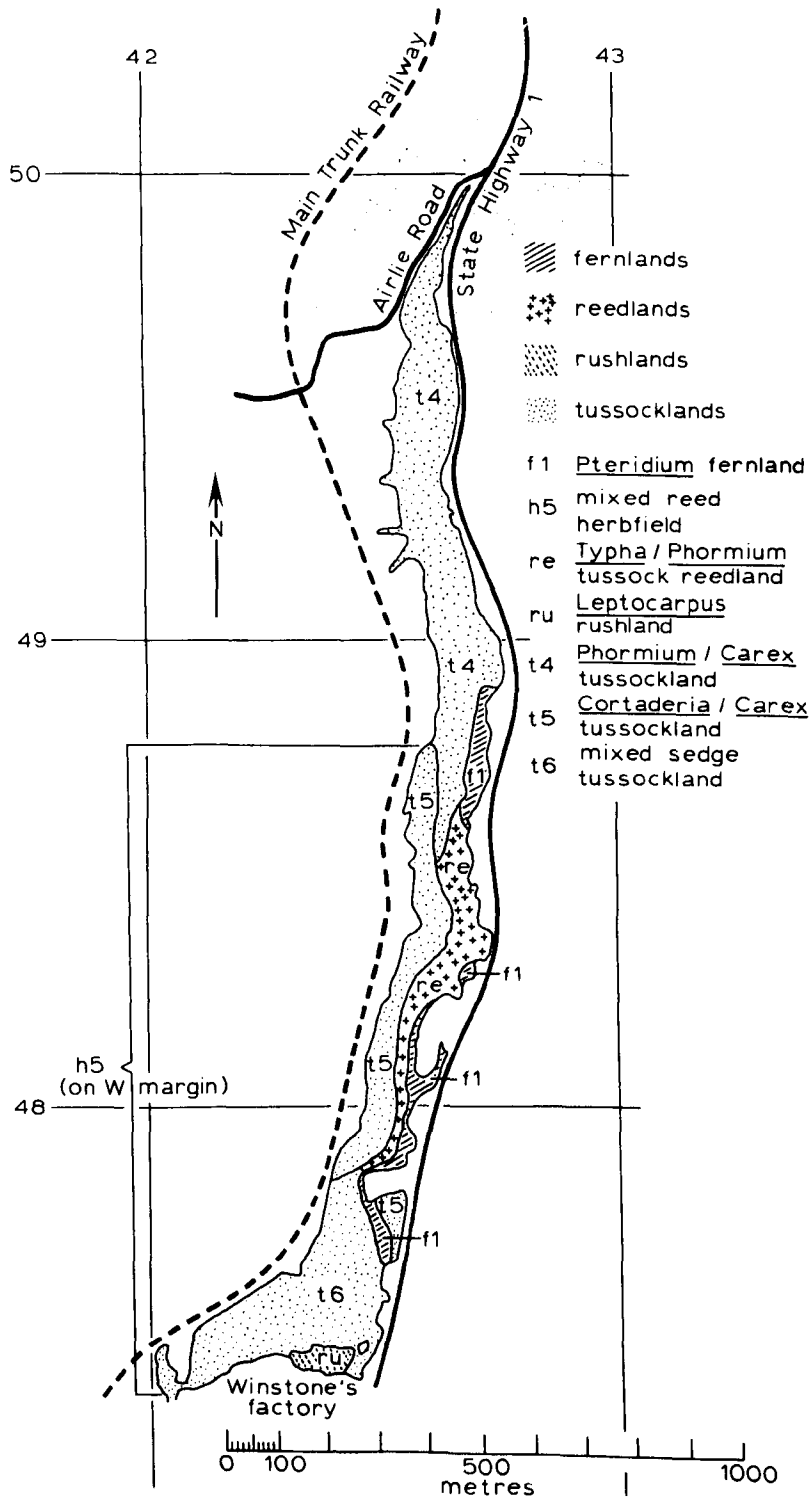 42
43
50
Main Trunk Railway
Airlie Road
State Highway 1
fernlands
reedlands
rushlands
tussocklands
t4
f1 Pteridium fernland
h5 mixed reed
herbfield
N
re Typha / Phormium
tussock reedland
ru Leptocarpus
rushland
49
t4
t4 Phormium / Carex
tussockland
t5 Cortaderia / Carex
tussockland
t6 mixed sedge
tussockland
f1
t5
re
f1
re
t5
h5
(on W margin)
f1
48
t5
f1
t6
ru
Winstone's
factory
0 100 500 1000
metres